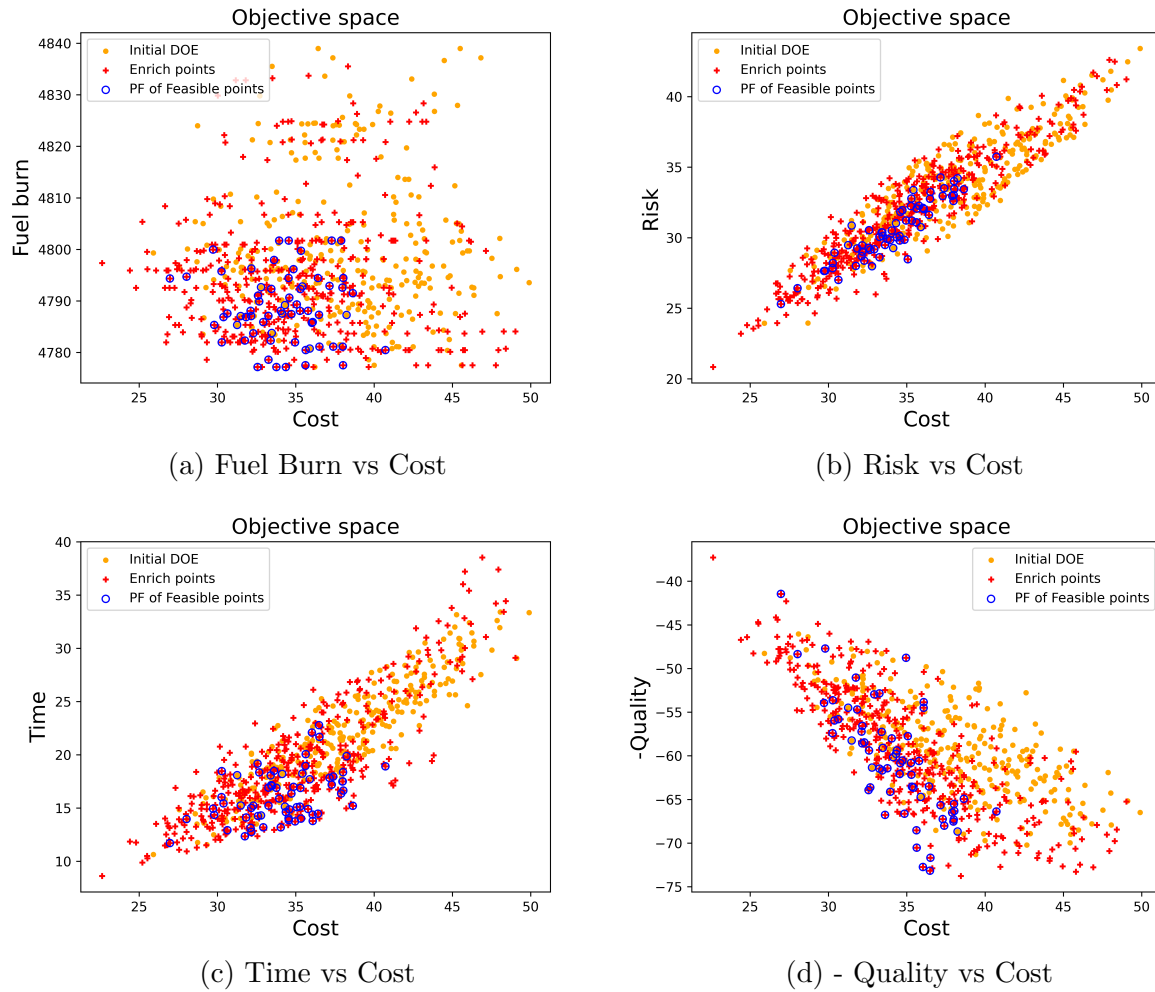 Objective space
Fuel burn
4840
4830
4820
4810
4800
4790
4780
Initial DOE
Enrich points
PF of Feasible points
25 30 35 40 45 50
Cost
(a) Fuel Burn vs Cost
Objective space
Risk
40
35
30
25
20
Initial DOE
Enrich points
PF of Feasible points
25 30 35 40 45 50
Cost
(b) Risk vs Cost
Objective space
Time
40
35
30
25
20
15
10
Initial DOE
Enrich points
PF of Feasible points
25 30 35 40 45 50
Cost
(c) Time vs Cost
Objective space
-Quality
−40
−45
−50
−55
−60
−65
−70
−75
Initial DOE
Enrich points
PF of Feasible points
25 30 35 40 45 50
Cost
(d) - Quality vs Cost